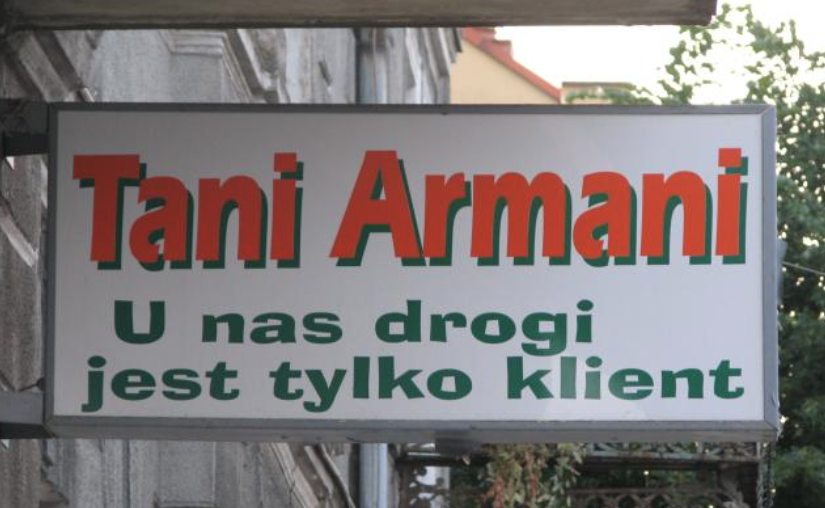 Tani Armani
U nas drogi
jest tylko klient